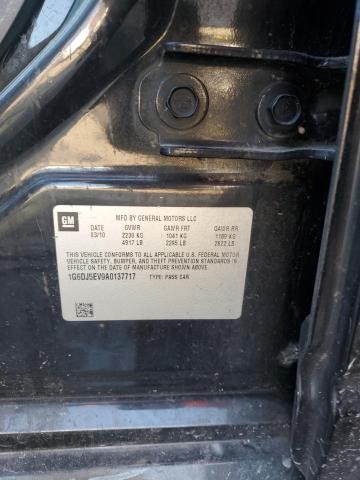 GM
MFD BY GENERAL MOTORS LLC
DATE GVWR GAWR FRT GAWR RR
03/10 2230 KG 1041 KG 1189 KG
4917 LB 2295 LB 2622 LB
THIS VEHICLE CONFORMS TO ALL APPLICABLE U.S. FEDERAL MOTOR
VEHICLE SAFETY, BUMPER, AND THEFT PREVENTION STANDARDS IN
EFFECT ON THE DATE OF MANUFACTURE SHOWN ABOVE.
1G6DJ5EV9A0137717 TYPE: PASS CAR